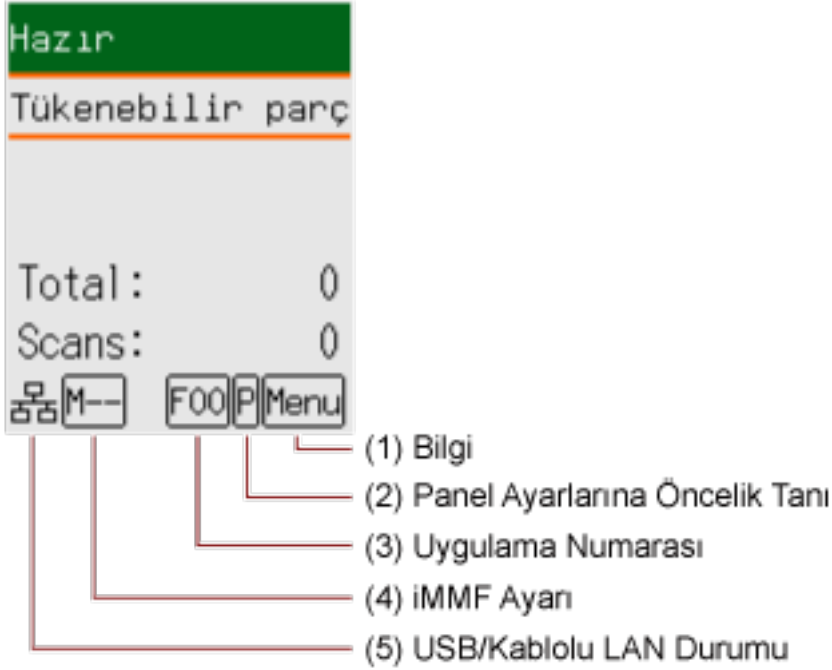 Hazır
Tükenebilir parç
Total: 0
Scans: 0
M-- F00 P Menu
(1) Bilgi
(2) Panel Ayarlarına Öncelik Tanı
(3) Uygulama Numarası
(4) iMMF Ayarı
(5) USB/Kablolu LAN Durumu